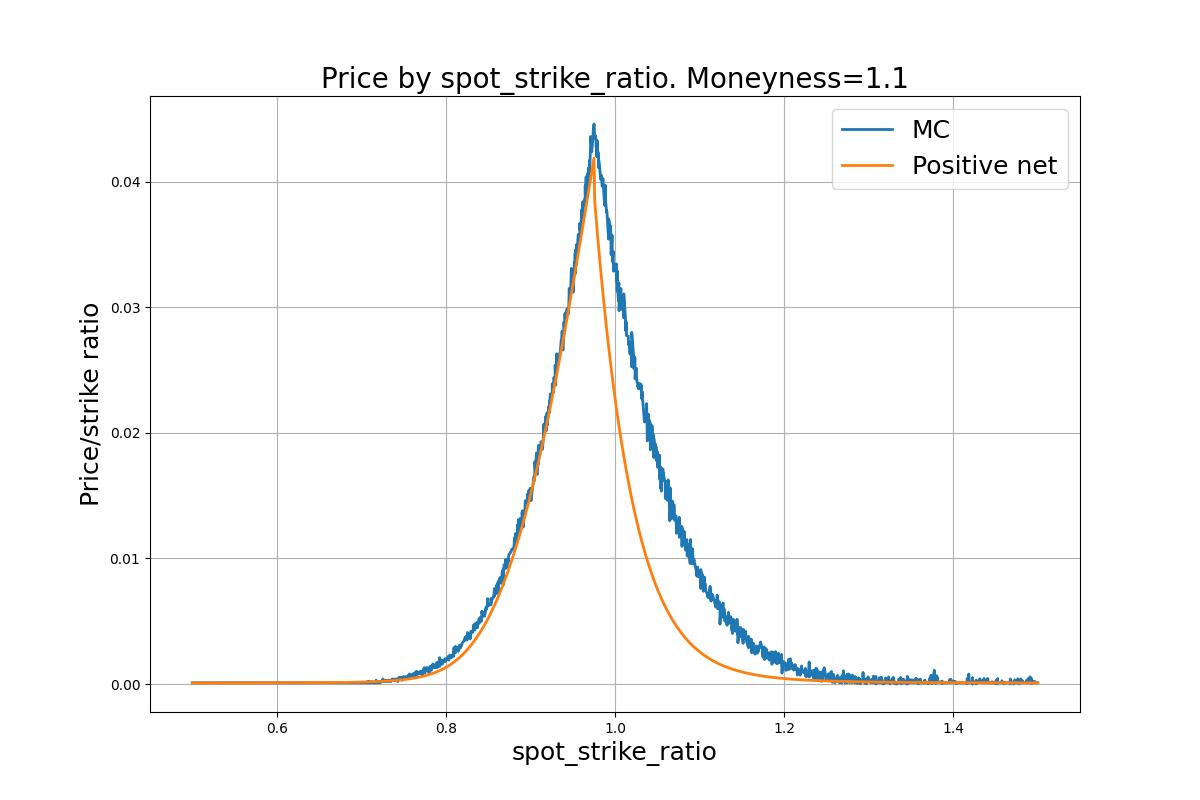 Price by spot_strike_ratio. Moneyness=1.1
MC
Positive net
Price/strike ratio
0.04
0.03
0.02
0.01
0.00
0.6
0.8
1.0
1.2
1.4
spot_strike_ratio